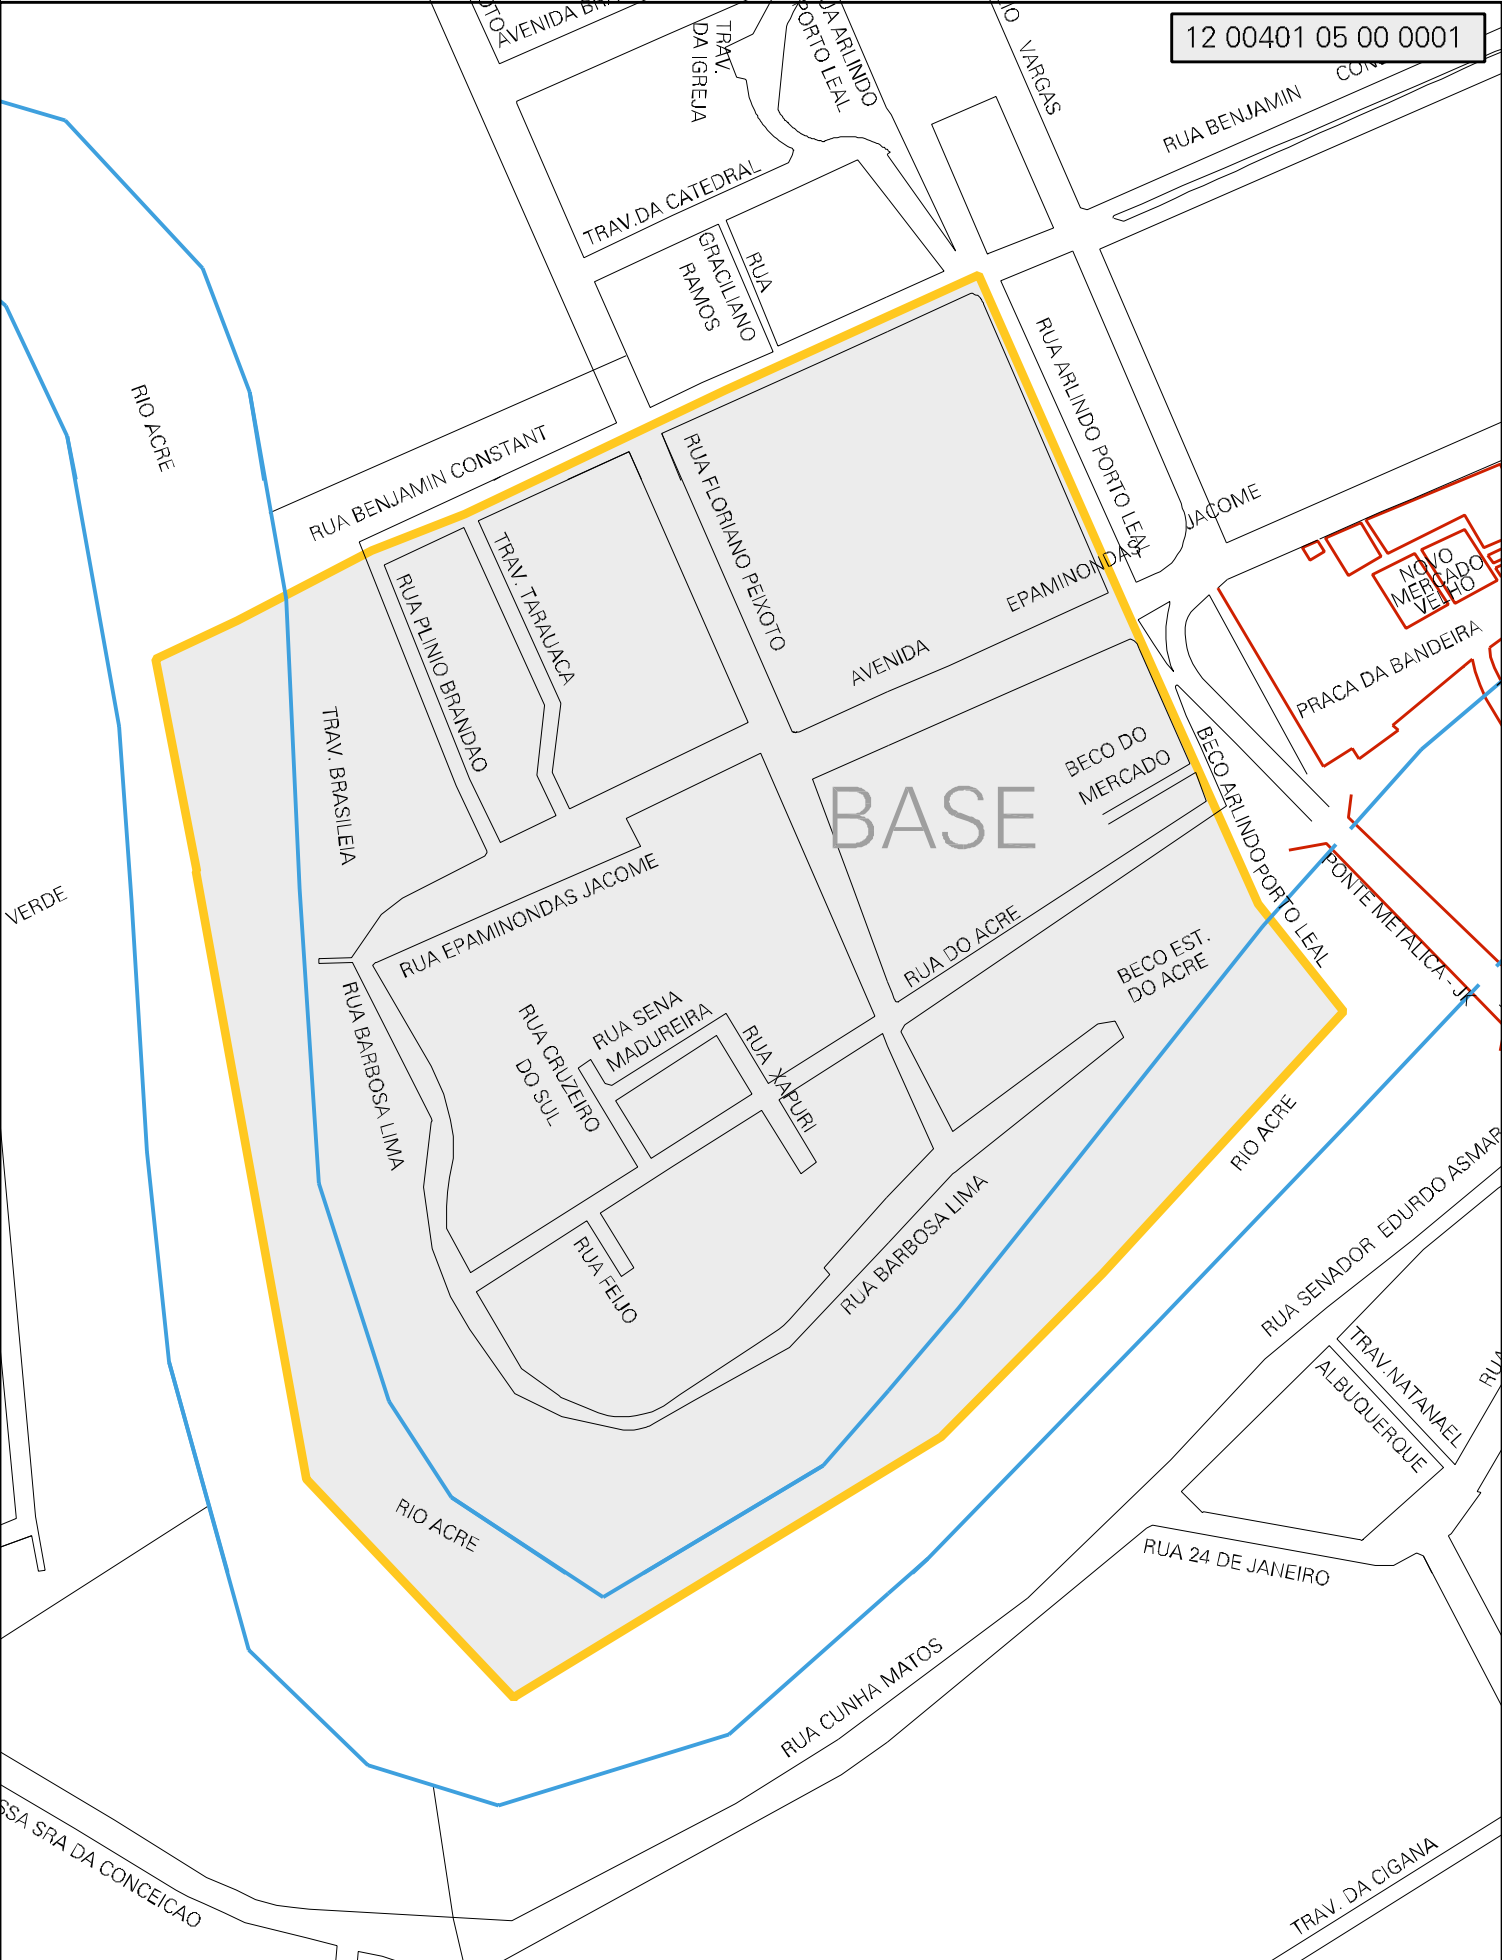 12 00401 05 00 0001
AVENIDA
TRAV.
DA IGREJA
ARLINDO
PORTO LEAL
VARGAS
RUA BENJAMIN
TRAV. DA CATEDRAL
GRACILIANO
RAMOS
RUA
RIO ACRE
RUA BENJAMIN CONSTANT
RUA ARLINDO PORTO LEAL
RUA FLORIANO PEIXOTO
TRAV. TARAUACA
RUA PLINIO BRANDAO
AVENIDA EPAMINONDAS JACOME
NOVO
MERCADO
VELHO
PRACA DA BANDEIRA
TRAV. BRASILEIA
BECO DO
MERCADO
BASE
BECO ARLINDO PORTO LEAL
PONTE METALICA - JK
VERDE
RUA EPAMINONDAS JACOME
RUA DO ACRE
BECO EST.
DO ACRE
RUA BARBOSA LIMA
RUA CRUZEIRO
DO SUL
RUA SENA
MADUREIRA
RUA XAPURI
RIO ACRE
RUA BARBOSA LIMA
RUA FEIJO
RUA SENADOR EDURDO ASMAR
TRAV. NATANAEL
ALBUQUERQUE
RUA
RIO ACRE
RUA 24 DE JANEIRO
RUA CUNHA MATOS
SRA DA CONCEICAO
TRAV. DA CIGANA